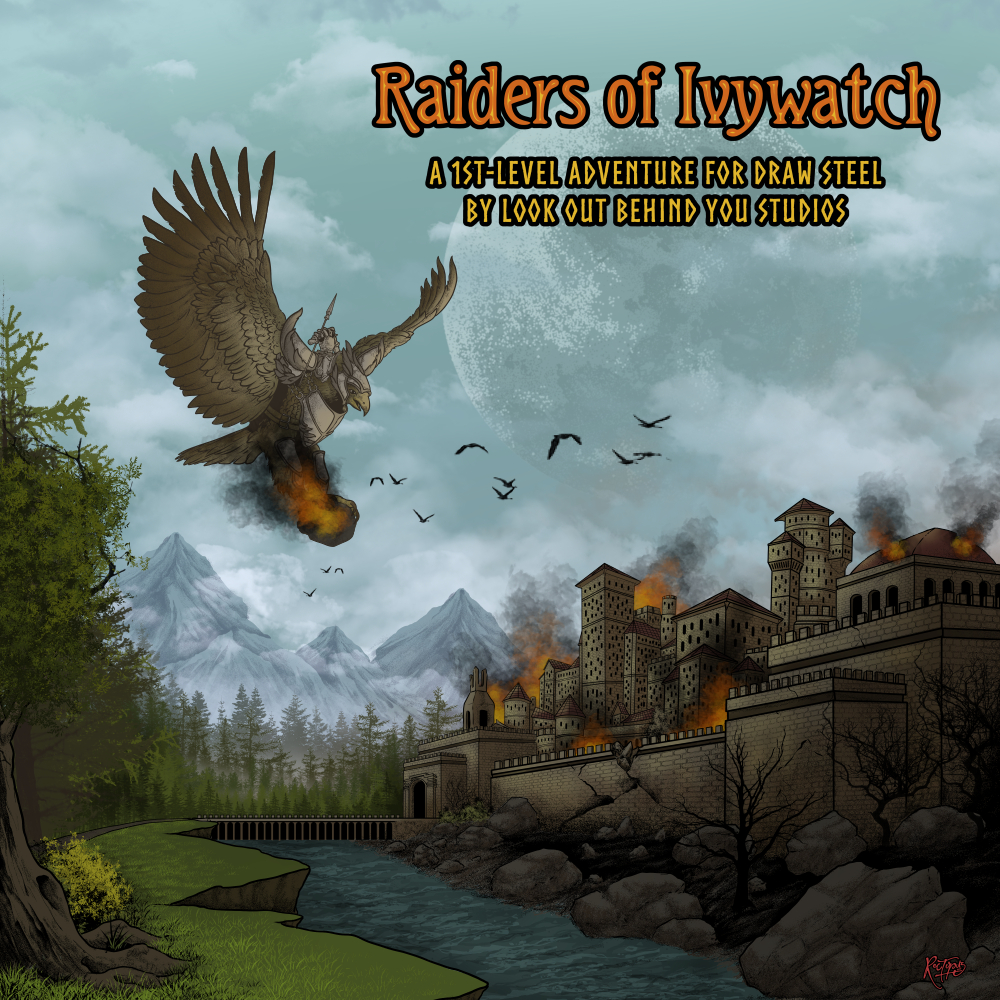 Raiders of Ivywatch
A 1ST-LEVEL ADVENTURE FOR DRAW STEEL
BY LOOK OUT BEHIND YOU STUDIOS